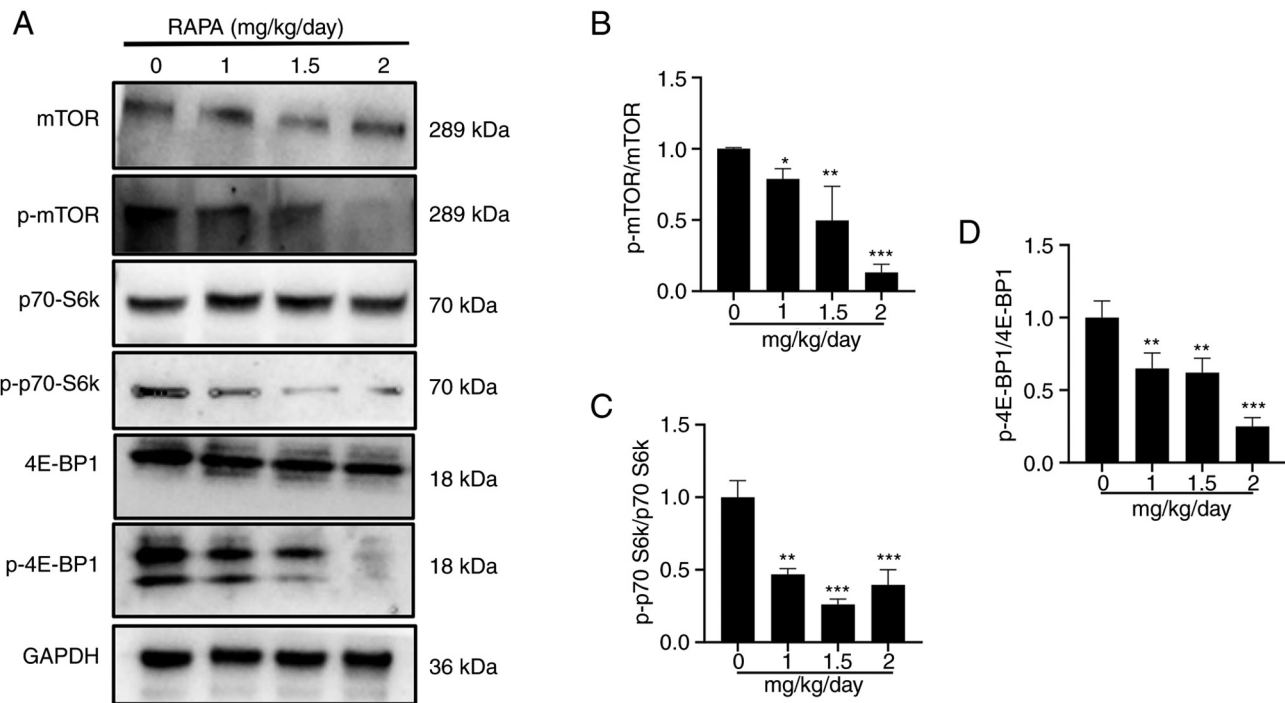 A
RAPA (mg/kg/day)
0 1 1.5 2
mTOR
289 kDa
p-mTOR
289 kDa
p70-S6k
70 kDa
p-p70-S6k
70 kDa
4E-BP1
18 kDa
p-4E-BP1
18 kDa
GAPDH
36 kDa
B
p-mTOR/mTOR
1.5
1.0
0.5
0.0
*
**
***
0 1 1.5 2
mg/kg/day
C
p-p70 S6k/p70 S6k
1.5
1.0
0.5
0.0
**
***
***
0 1 1.5 2
mg/kg/day
D
p-4E-BP1/4E-BP1
1.5
1.0
0.5
0.0
**
**
***
0 1 1.5 2
mg/kg/day